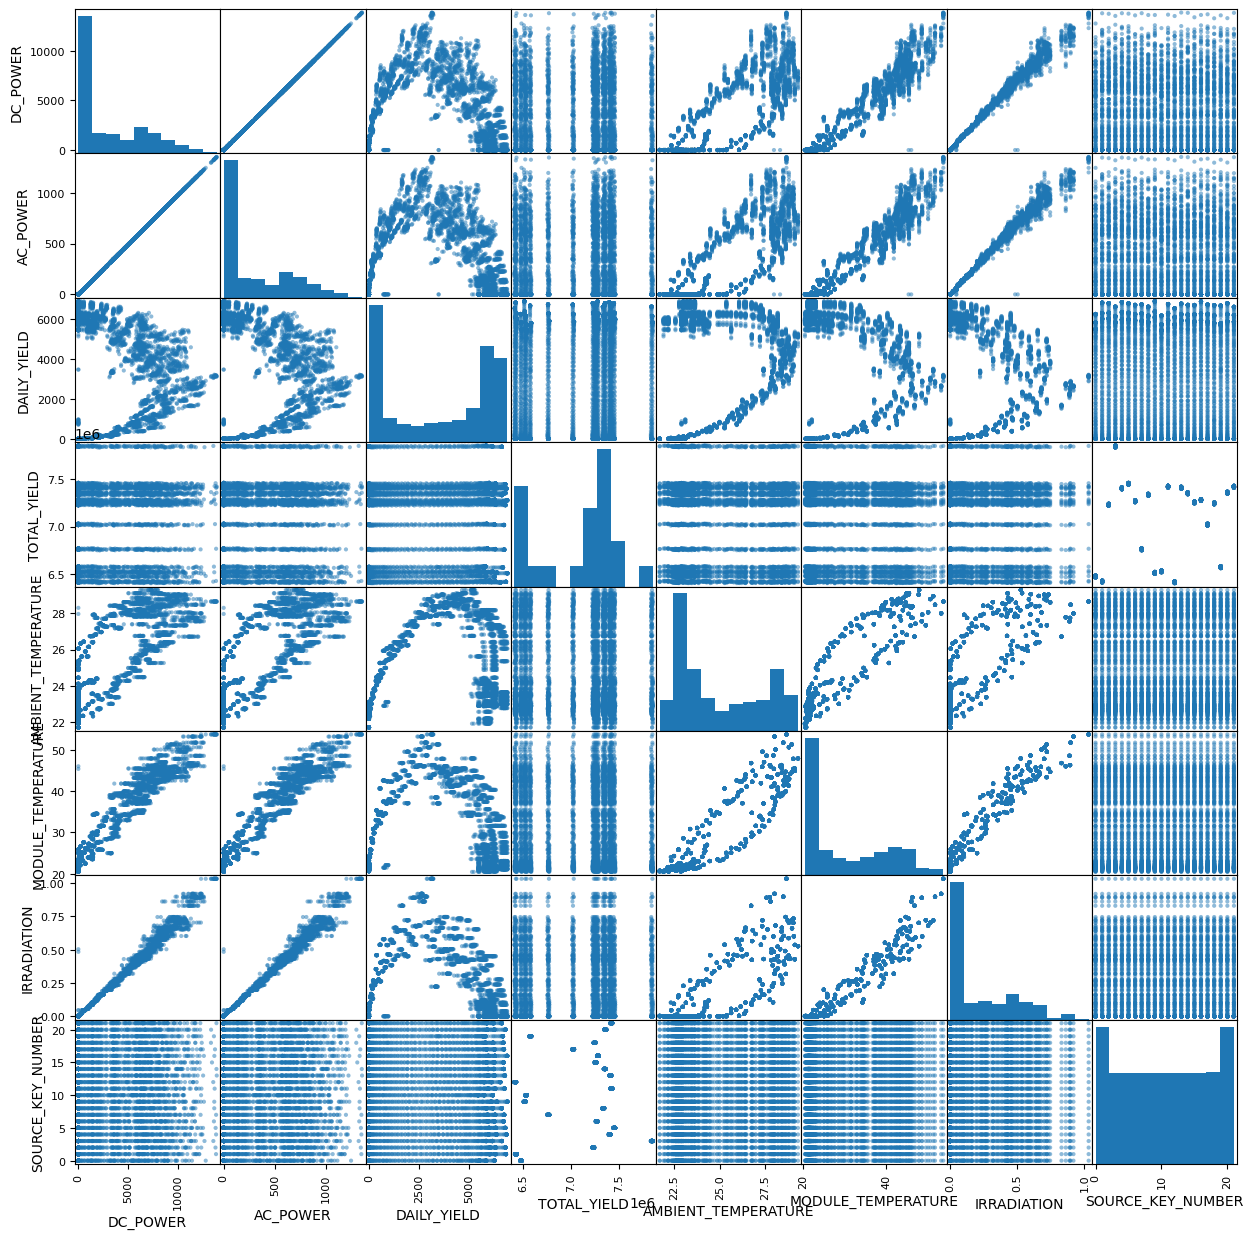 DC_POWER
10000
5000
0
AC_POWER
1000
500
0
DAILY_YIELD
6000
4000
2000
0
1e6
TOTAL_YIELD
7.5
7.0
6.5
AMBIENT_TEMPERATURE
28
26
24
22
MODULE_TEMPERATURE
50
40
30
20
IRRADIATION
1.00
0.75
0.50
0.25
0.00
SOURCE_KEY_NUMBER
20
15
10
5
0
0 5000 10000
0 500 1000
0 2500 5000
6.5 7.0 7.5
22.5 25.0 27.5
20 40
0.0 0.5 1.0
0 10 20
DC_POWER
AC_POWER
DAILY_YIELD
TOTAL_YIELD 1e6
AMBIENT_TEMPERATURE
MODULE_TEMPERATURE
IRRADIATION
SOURCE_KEY_NUMBER